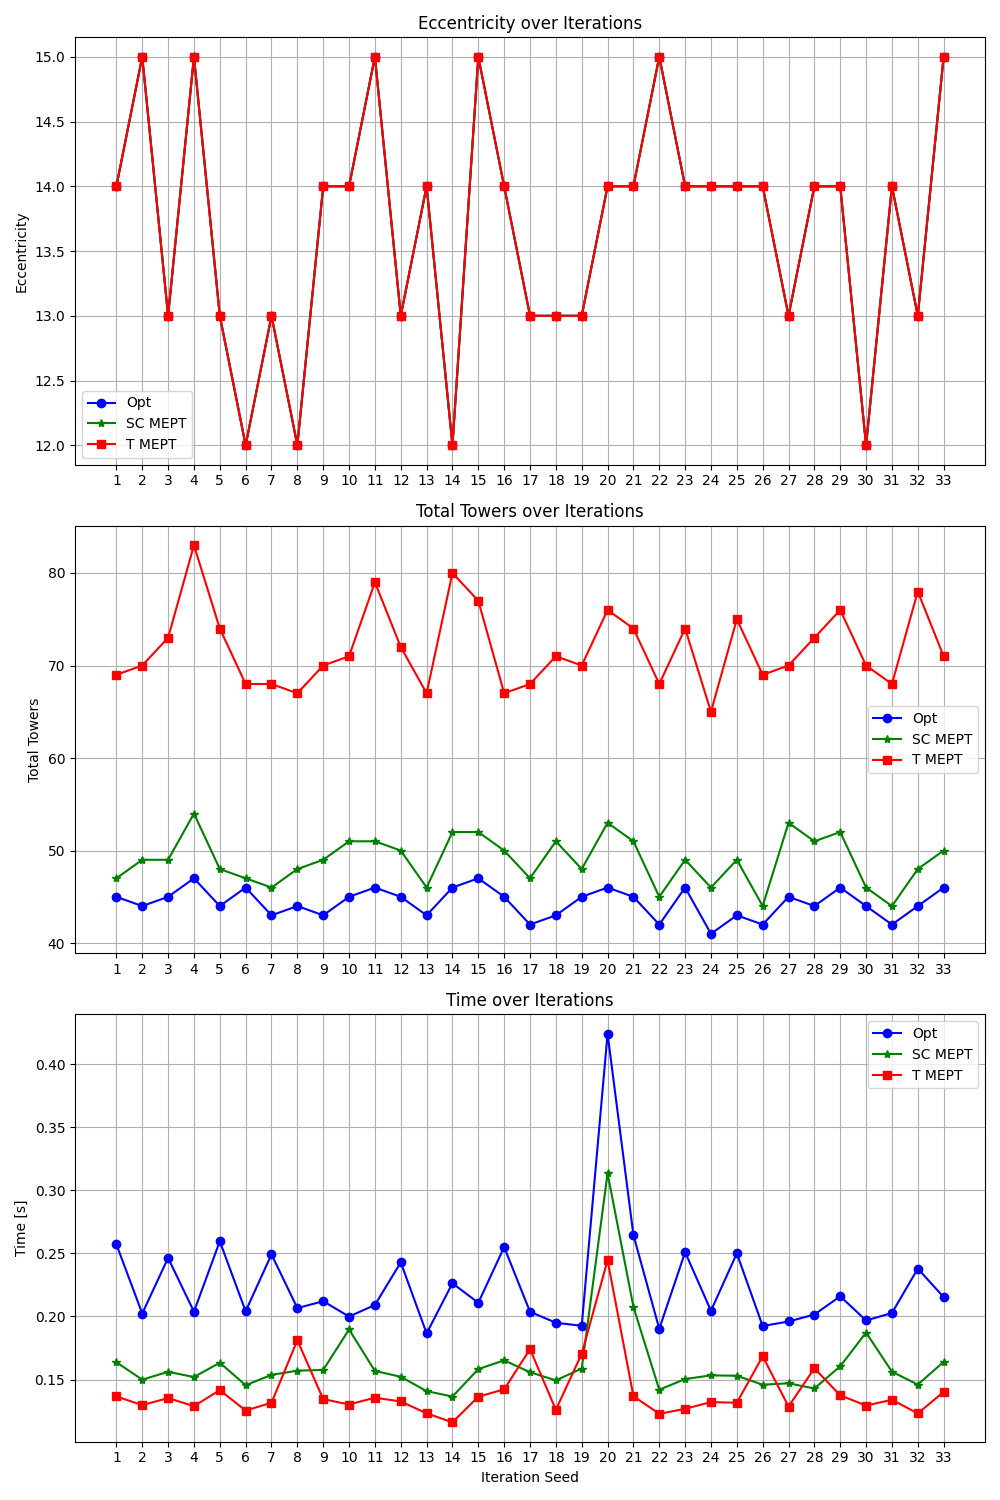 Eccentricity over Iterations
Eccentricity
15.0
14.5
14.0
13.5
13.0
12.5
12.0
Opt
SC MEPT
T MEPT
1 2 3 4 5 6 7 8 9 10 11 12 13 14 15 16 17 18 19 20 21 22 23 24 25 26 27 28 29 30 31 32 33
Total Towers over Iterations
Total Towers
80
70
60
50
40
Opt
SC MEPT
T MEPT
1 2 3 4 5 6 7 8 9 10 11 12 13 14 15 16 17 18 19 20 21 22 23 24 25 26 27 28 29 30 31 32 33
Time over Iterations
Time [s]
0.40
0.35
0.30
0.25
0.20
0.15
Opt
SC MEPT
T MEPT
1 2 3 4 5 6 7 8 9 10 11 12 13 14 15 16 17 18 19 20 21 22 23 24 25 26 27 28 29 30 31 32 33
Iteration Seed